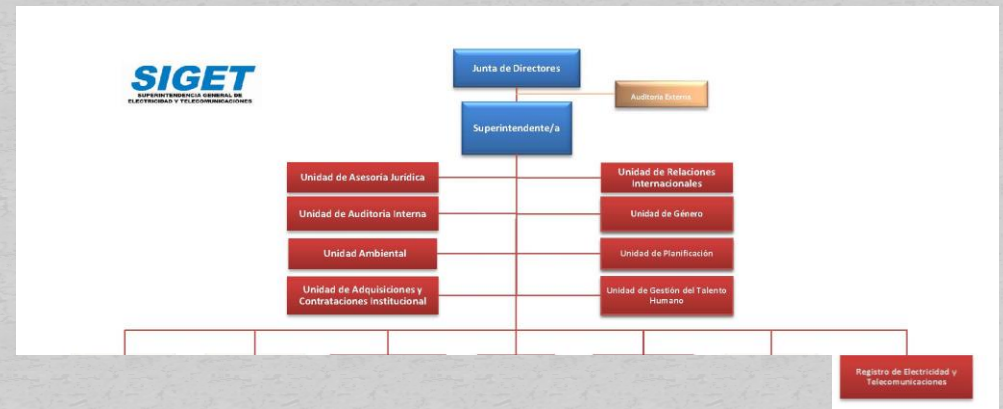 SIGET
SUPERINTENDENCIA GENERAL DE
ELECTRICIDAD Y TELECOMUNICACIONES
Junta de Directores
Auditoría Externa
Superintendente/a
Unidad de Asesoría Jurídica
Unidad de Relaciones
Internacionales
Unidad de Auditoría Interna
Unidad de Género
Unidad Ambiental
Unidad de Planificación
Unidad de Adquisiciones y
Contrataciones Institucional
Unidad de Gestión del Talento
Humano
Registro de Electricidad y
Telecomunicaciones